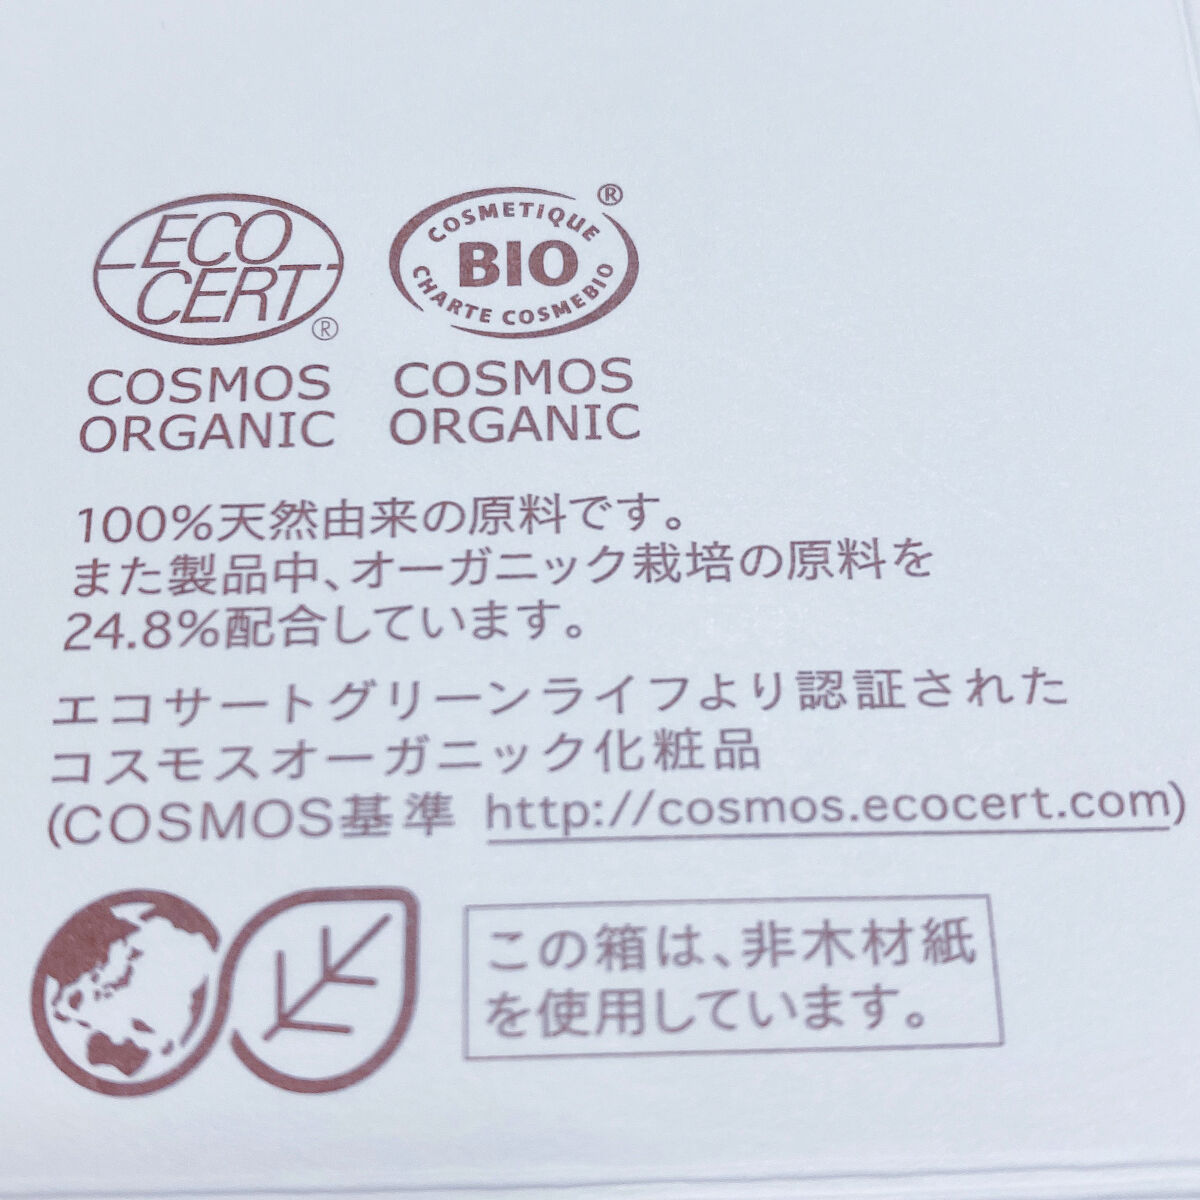 ECO
CERT
®
COSMOS
ORGANIC
COSMETIQUE
BIO
CHARTE COSMEBIO
®
COSMOS
ORGANIC
100%天然由来の原料です。
また製品中、オーガニック栽培の原料を
24.8%配合しています。
エコサートグリーンライフより認証された
コスモスオーガニック化粧品
(COSMOS基準 http://cosmos.ecocert.com)
この箱は、非木材紙
を使用しています。